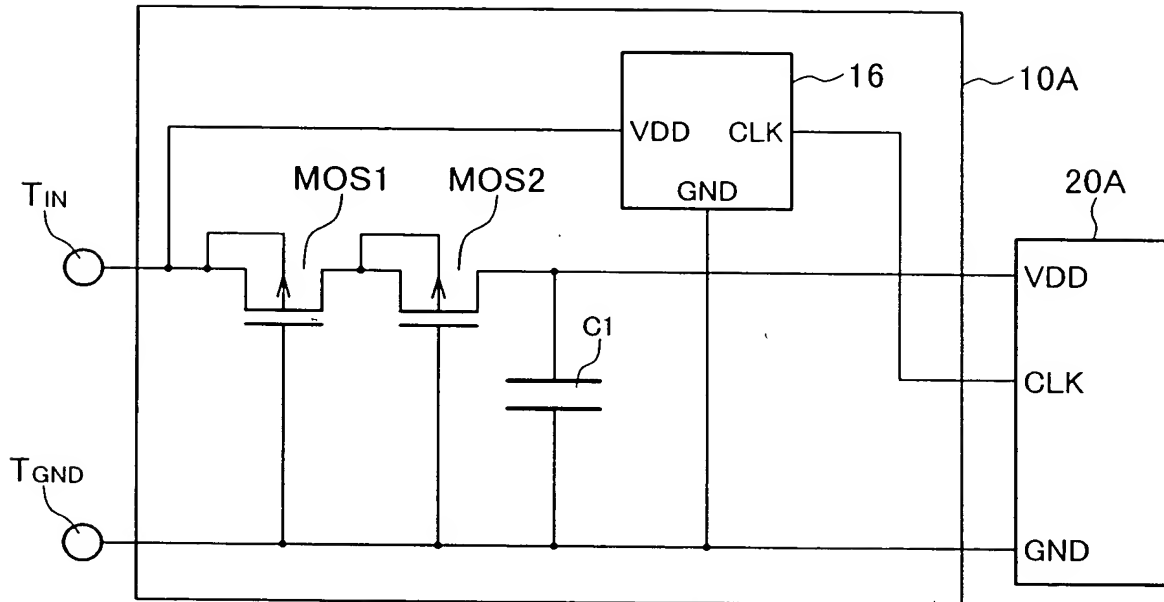 16
10A
VDD
CLK
GND
MOS1
MOS2
TIN
20A
VDD
C1
CLK
TGND
GND